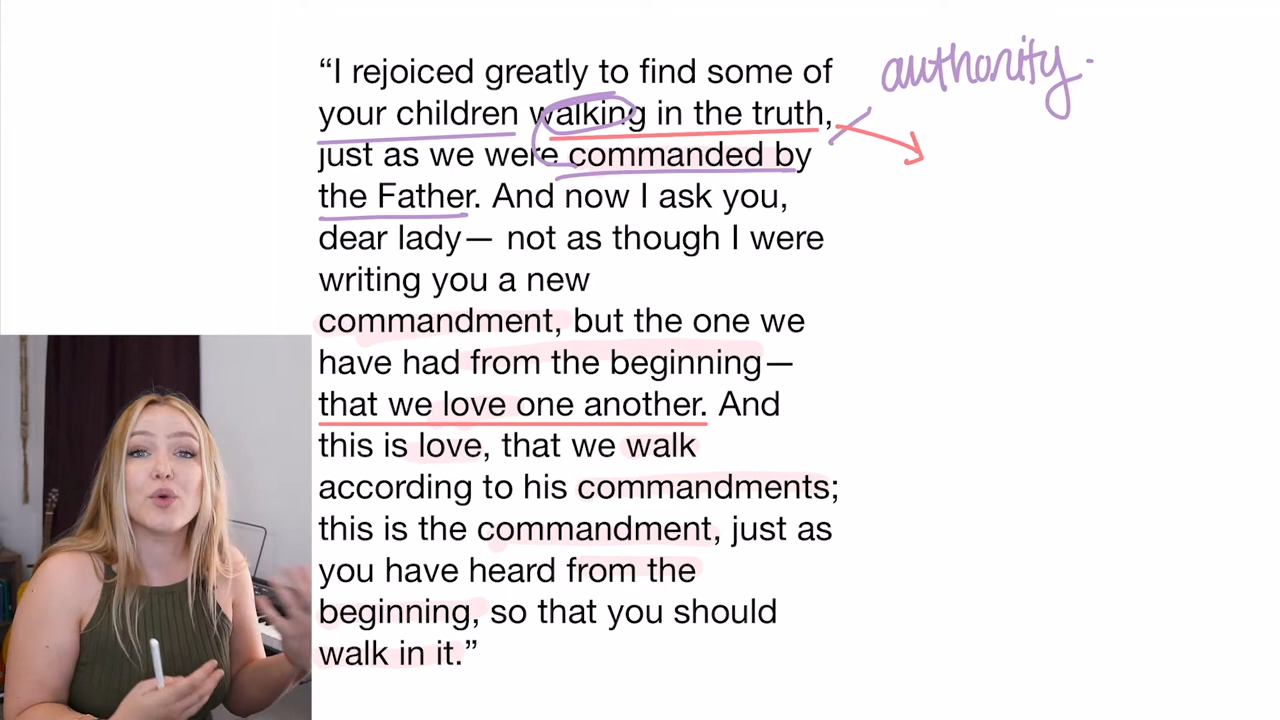 “I rejoiced greatly to find some of
your children walking in the truth,
just as we were commanded by
the Father. And now I ask you,
dear lady— not as though I were
writing you a new
commandment, but the one we
have had from the beginning—
that we love one another. And
this is love, that we walk
according to his commandments;
this is the commandment, just as
you have heard from the
beginning, so that you should
walk in it.”
authority.